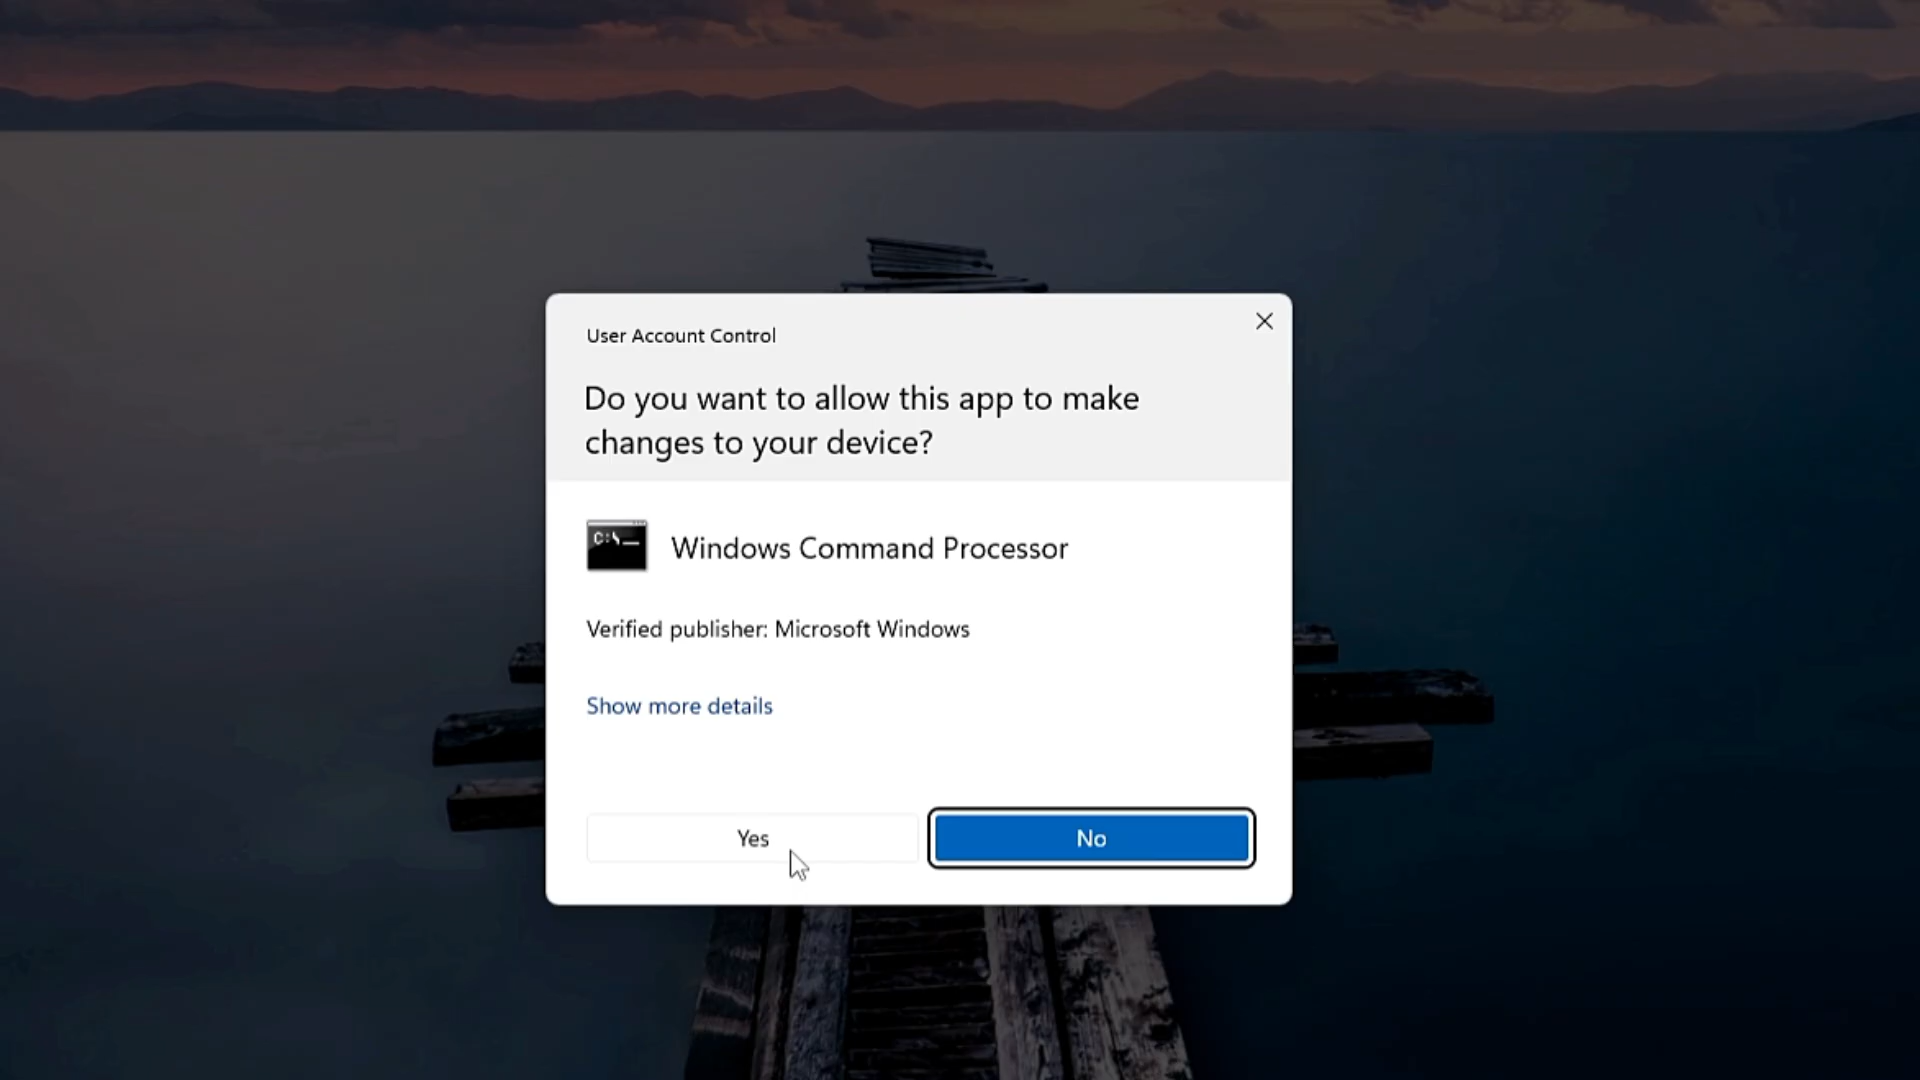 User Account Control
Do you want to allow this app to make
changes to your device?
C:\_
Windows Command Processor
Verified publisher: Microsoft Windows
Show more details
Yes
No